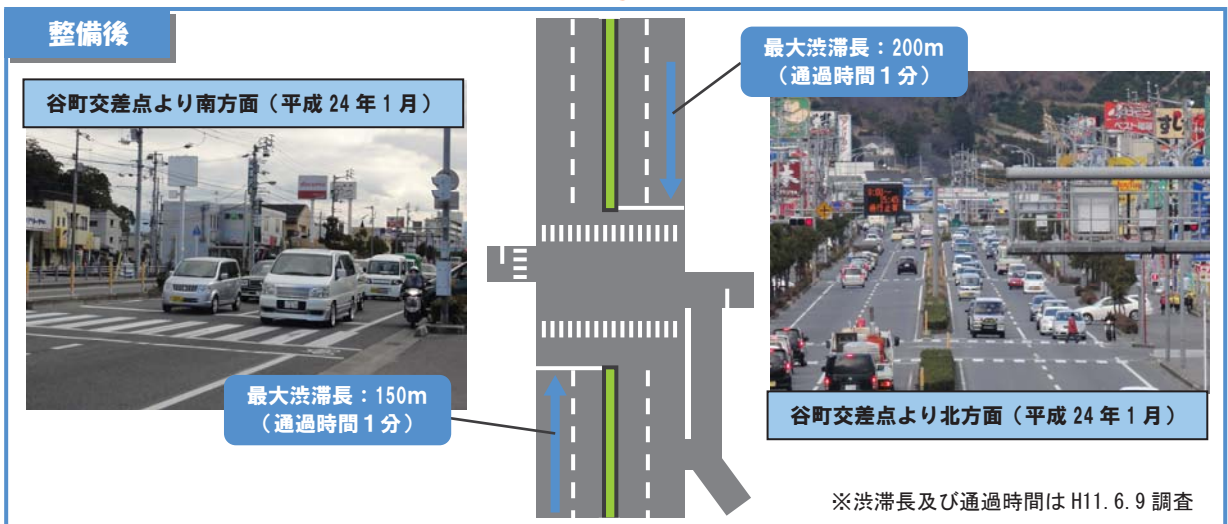 整備後
谷町交差点より南方面（平成24年1月）
最大渋滞長：200m
（通過時間1分）
最大渋滞長：150m
（通過時間1分）
谷町交差点より北方面（平成24年1月）
※渋滞長及び通過時間はH11.6.9調査
docomo
すし